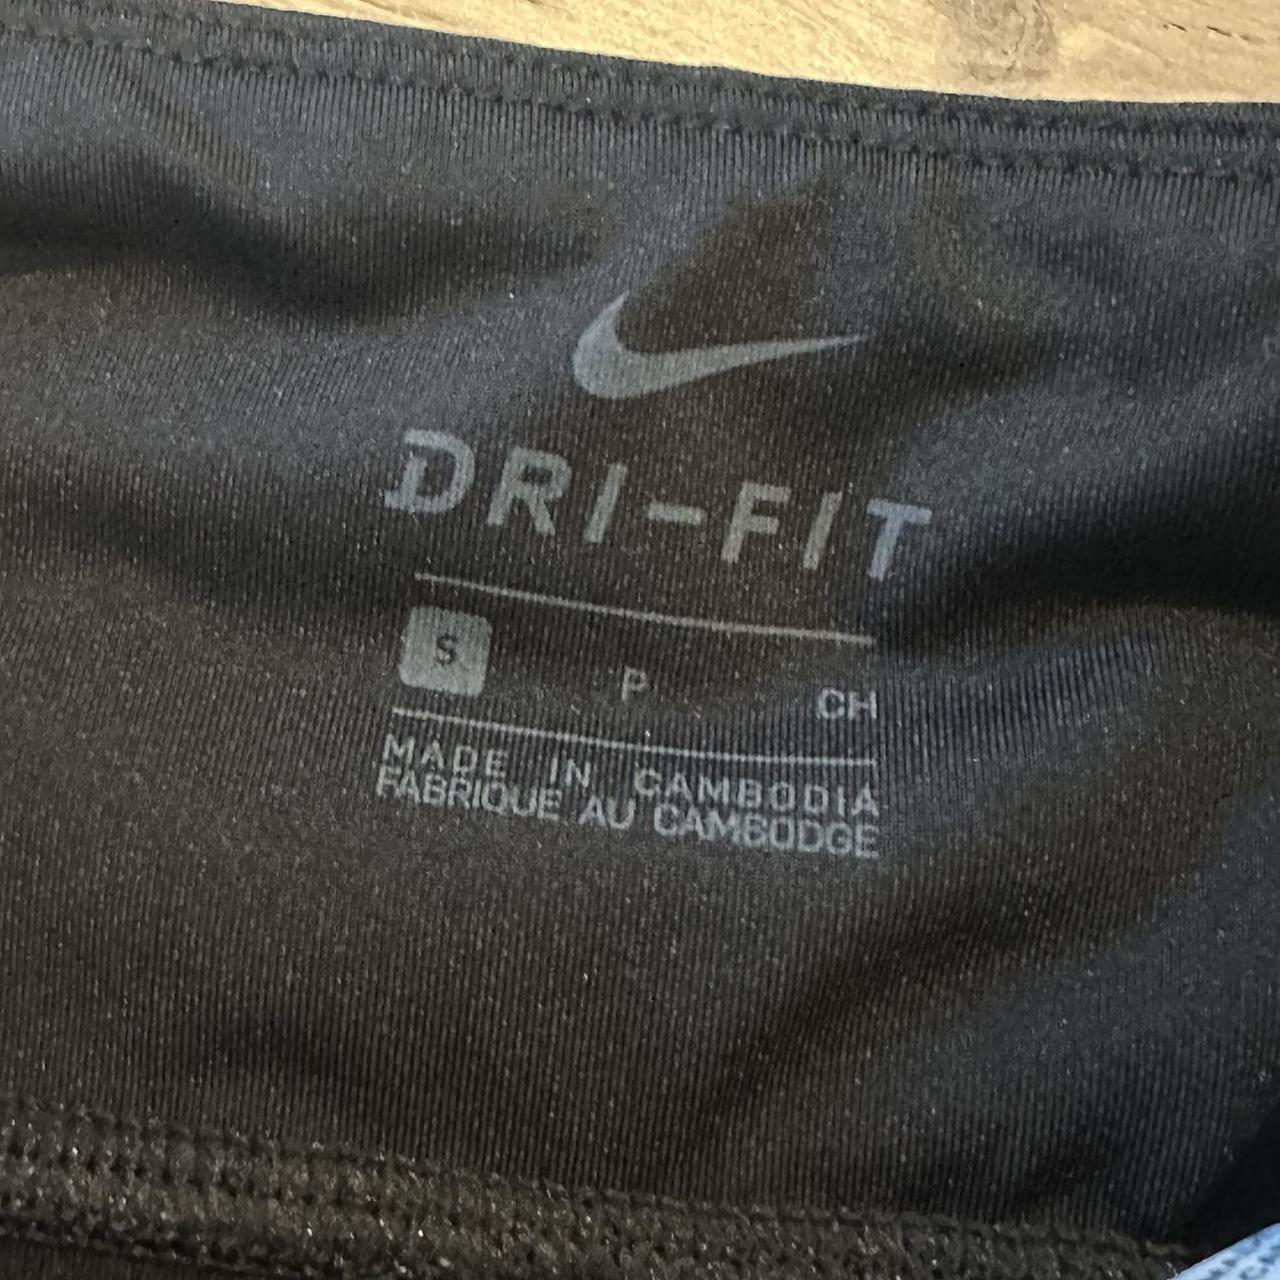 DRI-FIT
S P CH
MADE IN CAMBODIA
FABRIQUE AU CAMBODGE